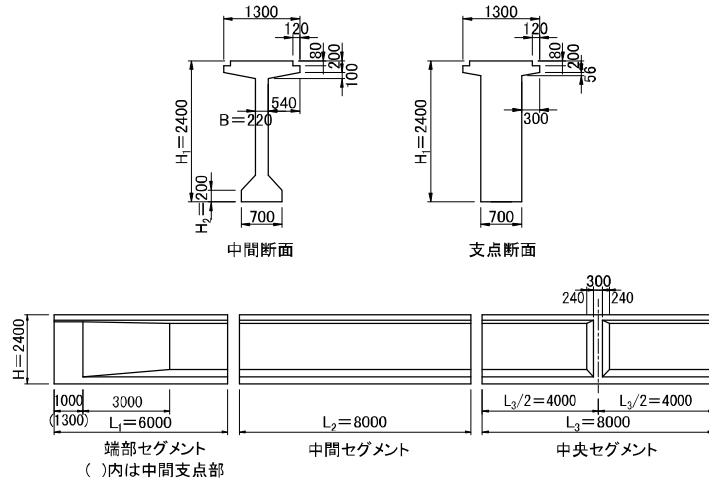 1300
120
80
200
100
H₁=2400
540
B=220
H₂=200
700
中間断面
1300
120
80
200
56
H₁=2400
300
700
支点断面
300
240
240
H=2400
1000
(1300)
3000
L₁=6000
端部セグメント
( )内は中間支点部
L₂=8000
中間セグメント
L₃/2=4000
L₃/2=4000
L₃=8000
中央セグメント